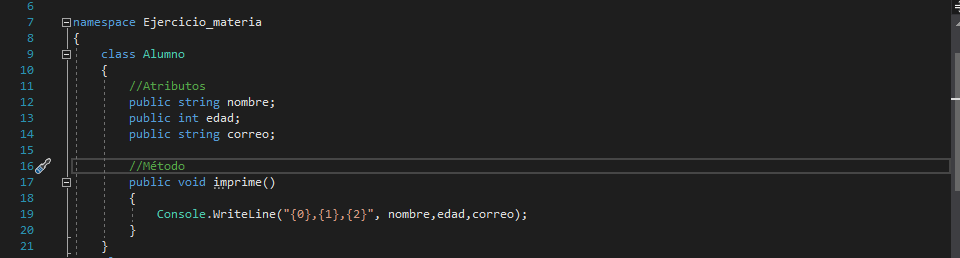 6
7 namespace Ejercicio_materia
8 {
9 class Alumno
10 {
11 //Atributos
12 public string nombre;
13 public int edad;
14 public string correo;
15
16 //Método
17 public void imprime()
18 {
19 Console.WriteLine("{0},{1},{2}", nombre,edad,correo);
20 }
21 }